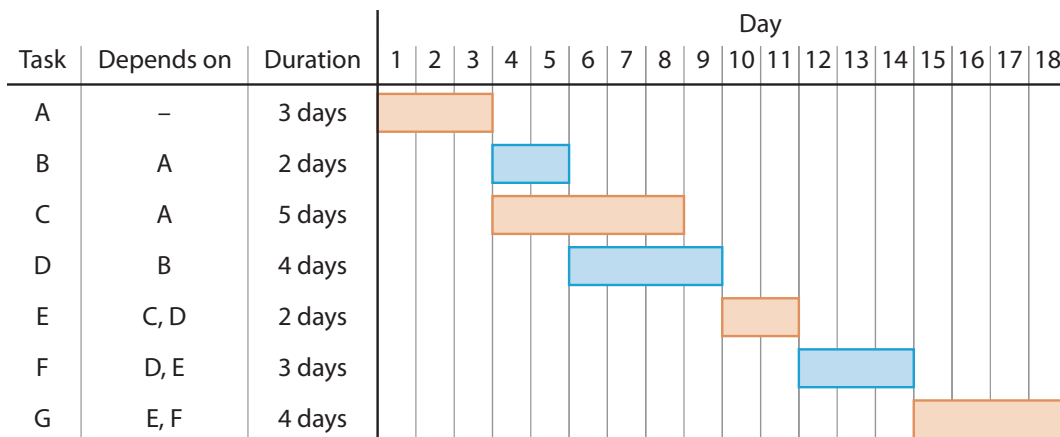 Day
Task Depends on Duration 1 2 3 4 5 6 7 8 9 10 11 12 13 14 15 16 17 18
A – 3 days
B A 2 days
C A 5 days
D B 4 days
E C, D 2 days
F D, E 3 days
G E, F 4 days